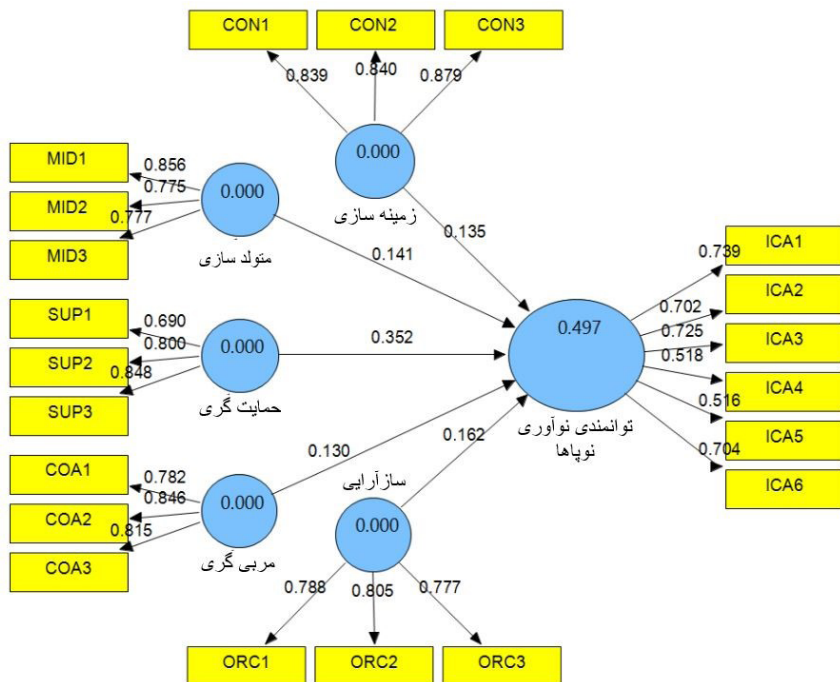 CON1
CON2
CON3
0.839
0.840
0.879
0.000
زمینه سازی
0.135
MID1
MID2
MID3
0.856
0.775
0.777
0.000
متولد سازی
0.141
SUP1
SUP2
SUP3
0.690
0.800
0.848
0.000
حمایت گری
0.352
COA1
COA2
COA3
0.782
0.846
0.815
0.000
مربی گری
0.130
سازآرایی
0.000
0.162
0.788
0.805
0.777
ORC1
ORC2
ORC3
0.497
توانمندی نوآوری
نوپاها
0.739
0.702
0.725
0.518
0.516
0.704
ICA1
ICA2
ICA3
ICA4
ICA5
ICA6